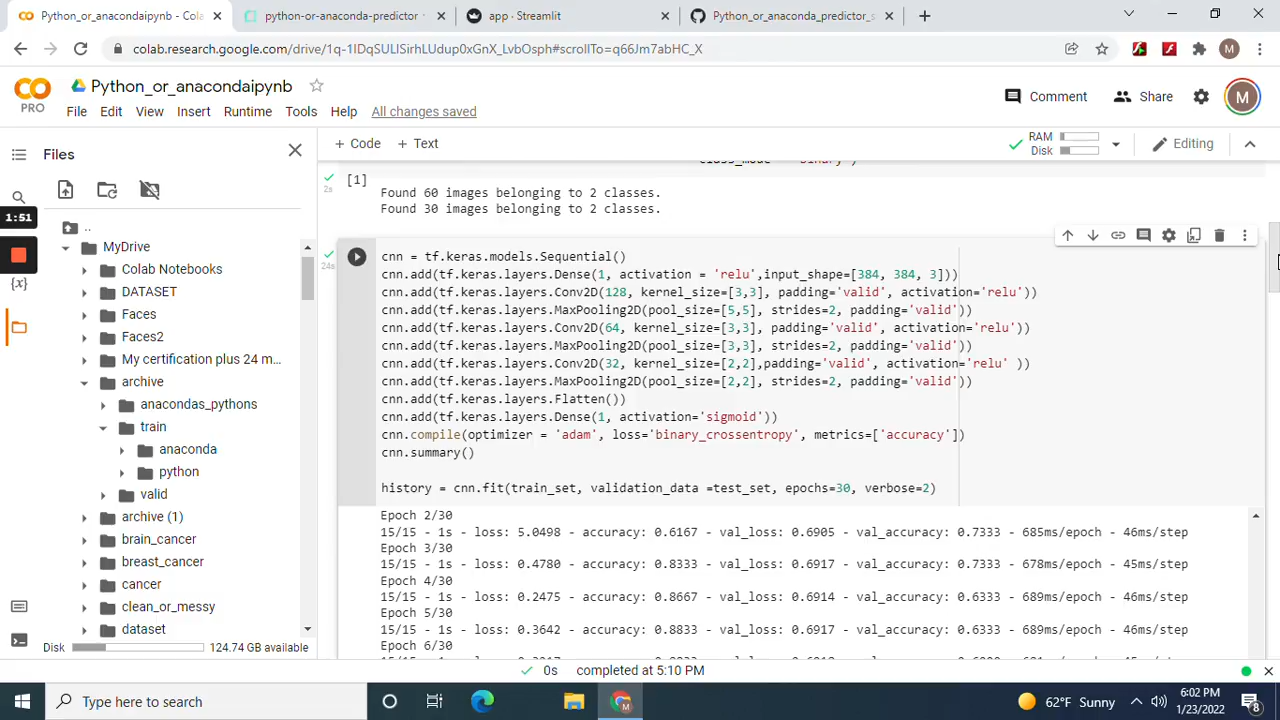 Python_or_anacondaipynb - Cola
python-or-anaconda-predictor
app · Streamlit
Python_or_anaconda_predictor_s
colab.research.google.com/drive/1q-1IDqSULISirhLUdup0xGnX_LvbOsph#scrollTo=q66Jm7abHC_X
M
PRO
Python_or_anacondaipynb
File Edit View Insert Runtime Tools Help All changes saved
Comment
Share
M
Files
+ Code + Text
RAM
Disk
Editing
[1]
2s
Found 60 images belonging to 2 classes.
Found 30 images belonging to 2 classes.
1:51
{x}
..
MyDrive
Colab Notebooks
DATASET
Faces
Faces2
My certification plus 24 m...
archive
anacondas_pythons
train
anaconda
python
valid
archive (1)
brain_cancer
breast_cancer
cancer
clean_or_messy
dataset
Disk
124.74 GB available
24s
cnn = tf.keras.models.Sequential()
cnn.add(tf.keras.layers.Dense(1, activation = 'relu',input_shape=[384, 384, 3]))
cnn.add(tf.keras.layers.Conv2D(128, kernel_size=[3,3], padding='valid', activation='relu'))
cnn.add(tf.keras.layers.MaxPooling2D(pool_size=[5,5], strides=2, padding='valid'))
cnn.add(tf.keras.layers.Conv2D(64, kernel_size=[3,3], padding='valid', activation='relu'))
cnn.add(tf.keras.layers.MaxPooling2D(pool_size=[3,3], strides=2, padding='valid'))
cnn.add(tf.keras.layers.Conv2D(32, kernel_size=[2,2],padding='valid', activation='relu' ))
cnn.add(tf.keras.layers.MaxPooling2D(pool_size=[2,2], strides=2, padding='valid'))
cnn.add(tf.keras.layers.Flatten())
cnn.add(tf.keras.layers.Dense(1, activation='sigmoid'))
cnn.compile(optimizer = 'adam', loss='binary_crossentropy', metrics=['accuracy'])
cnn.summary()
history = cnn.fit(train_set, validation_data =test_set, epochs=30, verbose=2)
Epoch 2/30
15/15 - 1s - loss: 5.0498 - accuracy: 0.6167 - val_loss: 0.6905 - val_accuracy: 0.7333 - 685ms/epoch - 46ms/step
Epoch 3/30
15/15 - 1s - loss: 0.4780 - accuracy: 0.8333 - val_loss: 0.6917 - val_accuracy: 0.7333 - 678ms/epoch - 45ms/step
Epoch 4/30
15/15 - 1s - loss: 0.2475 - accuracy: 0.8667 - val_loss: 0.6914 - val_accuracy: 0.6333 - 689ms/epoch - 46ms/step
Epoch 5/30
15/15 - 1s - loss: 0.3642 - accuracy: 0.8833 - val_loss: 0.6917 - val_accuracy: 0.6333 - 689ms/epoch - 46ms/step
Epoch 6/30
0s completed at 5:10 PM
Type here to search
M
62°F Sunny
6:02 PM
1/23/2022
8